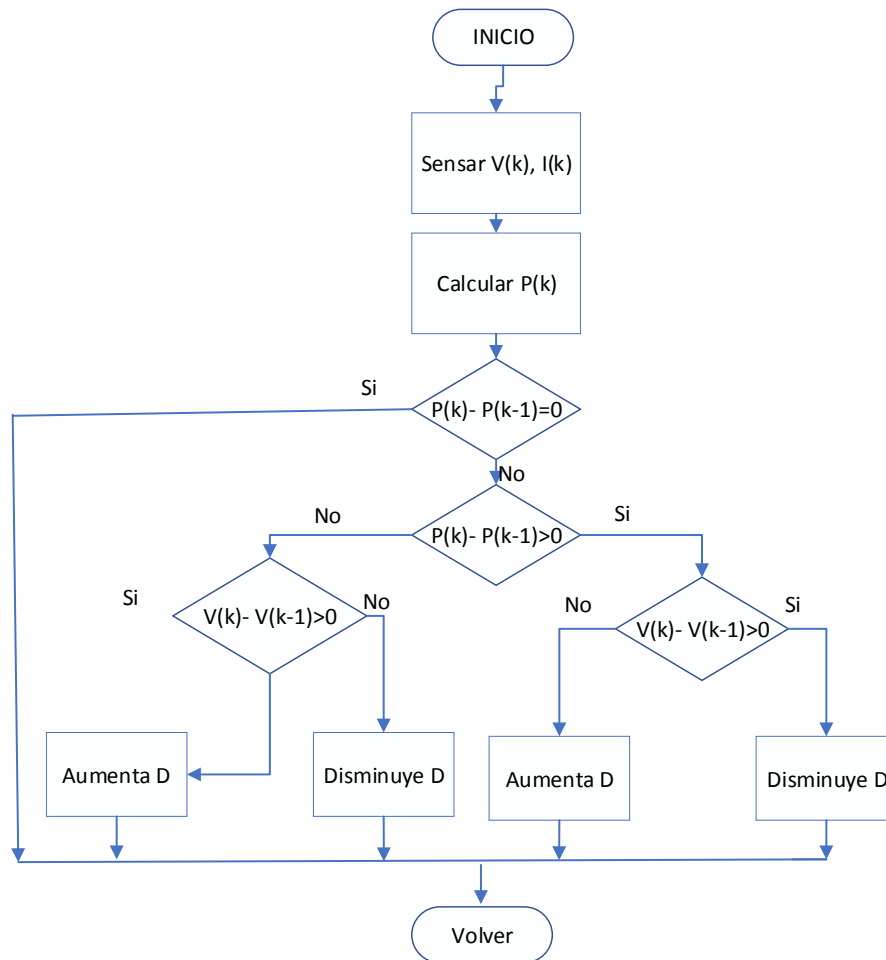 INICIO
Sensar V(k), I(k)
Calcular P(k)
Si
P(k)- P(k-1)=0
No
No
P(k)- P(k-1)>0
Si
Si
V(k)- V(k-1)>0
No
No
V(k)- V(k-1)>0
Si
Aumenta D
Disminuye D
Aumenta D
Disminuye D
Volver